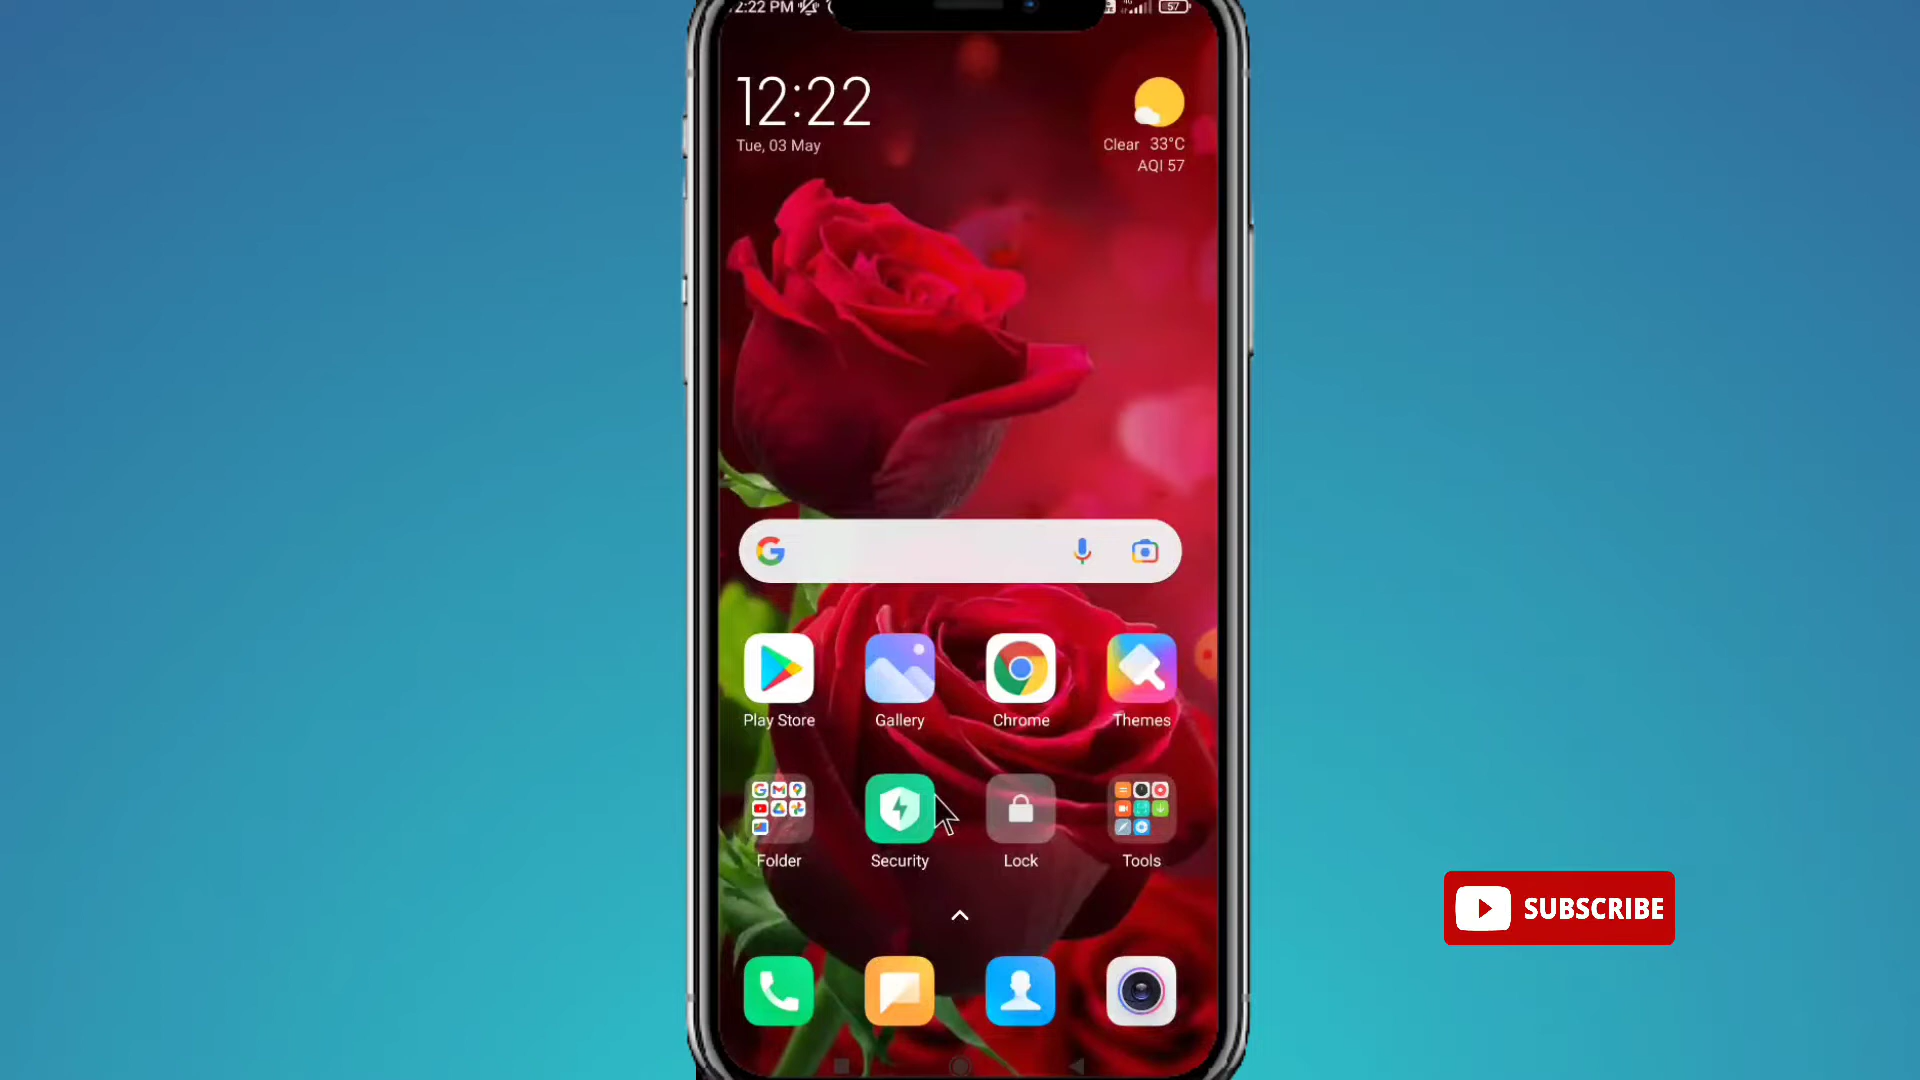 2:22 PM
57
12:22
Tue, 03 May
Clear 33°C
AQI 57
Play Store
Gallery
Chrome
Themes
Folder
Security
Lock
Tools
SUBSCRIBE